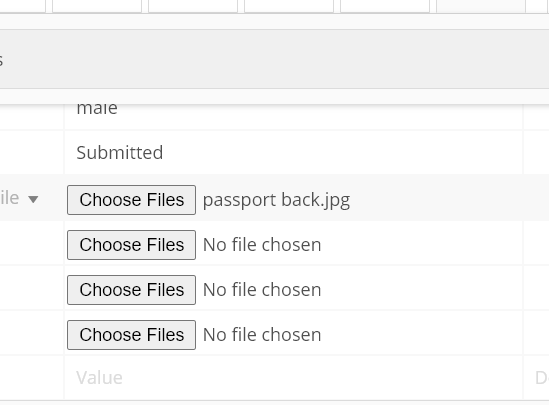 s
male
Submitted
ile
Choose Files passport back.jpg
Choose Files No file chosen
Choose Files No file chosen
Choose Files No file chosen
Value D